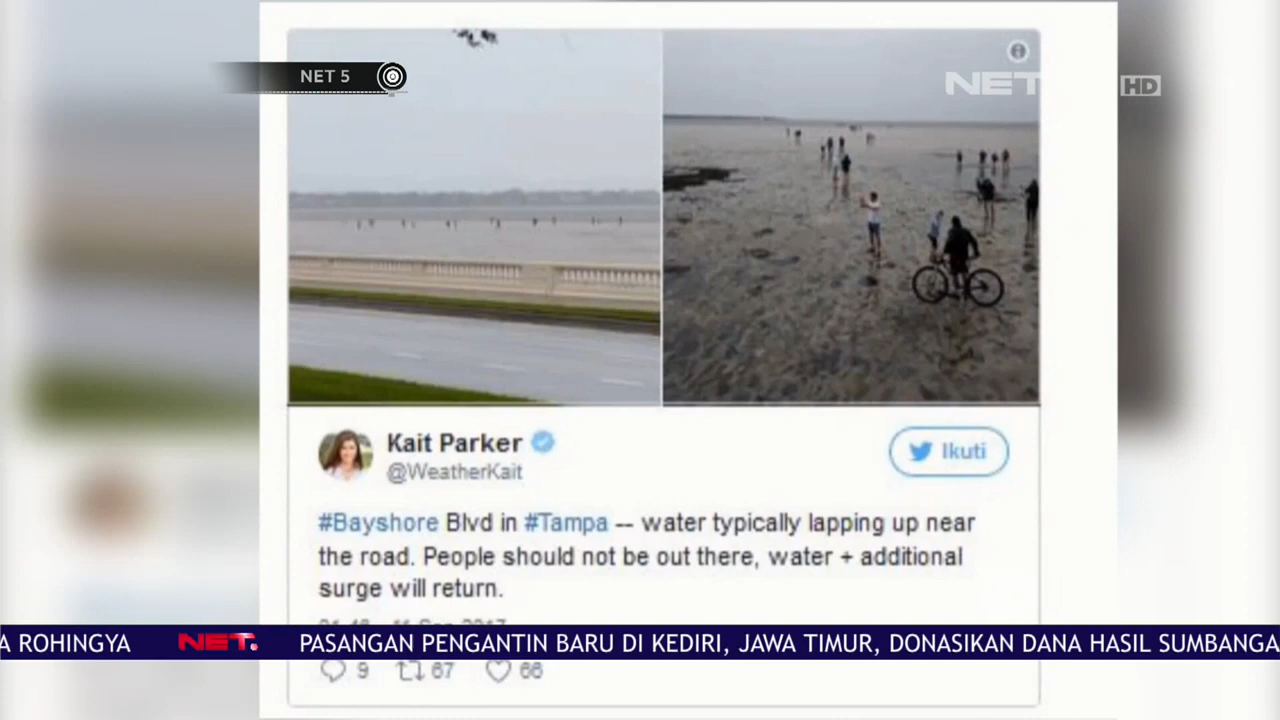 NET 5
NET
HD
Kait Parker
@WeatherKait
Ikuti
#Bayshore Blvd in #Tampa -- water typically lapping up near
the road. People should not be out there, water + additional
surge will return.
A ROHINGYA NET. PASANGAN PENGANTIN BARU DI KEDIRI, JAWA TIMUR, DONASIKAN DANA HASIL SUMBANGA
9 67 66